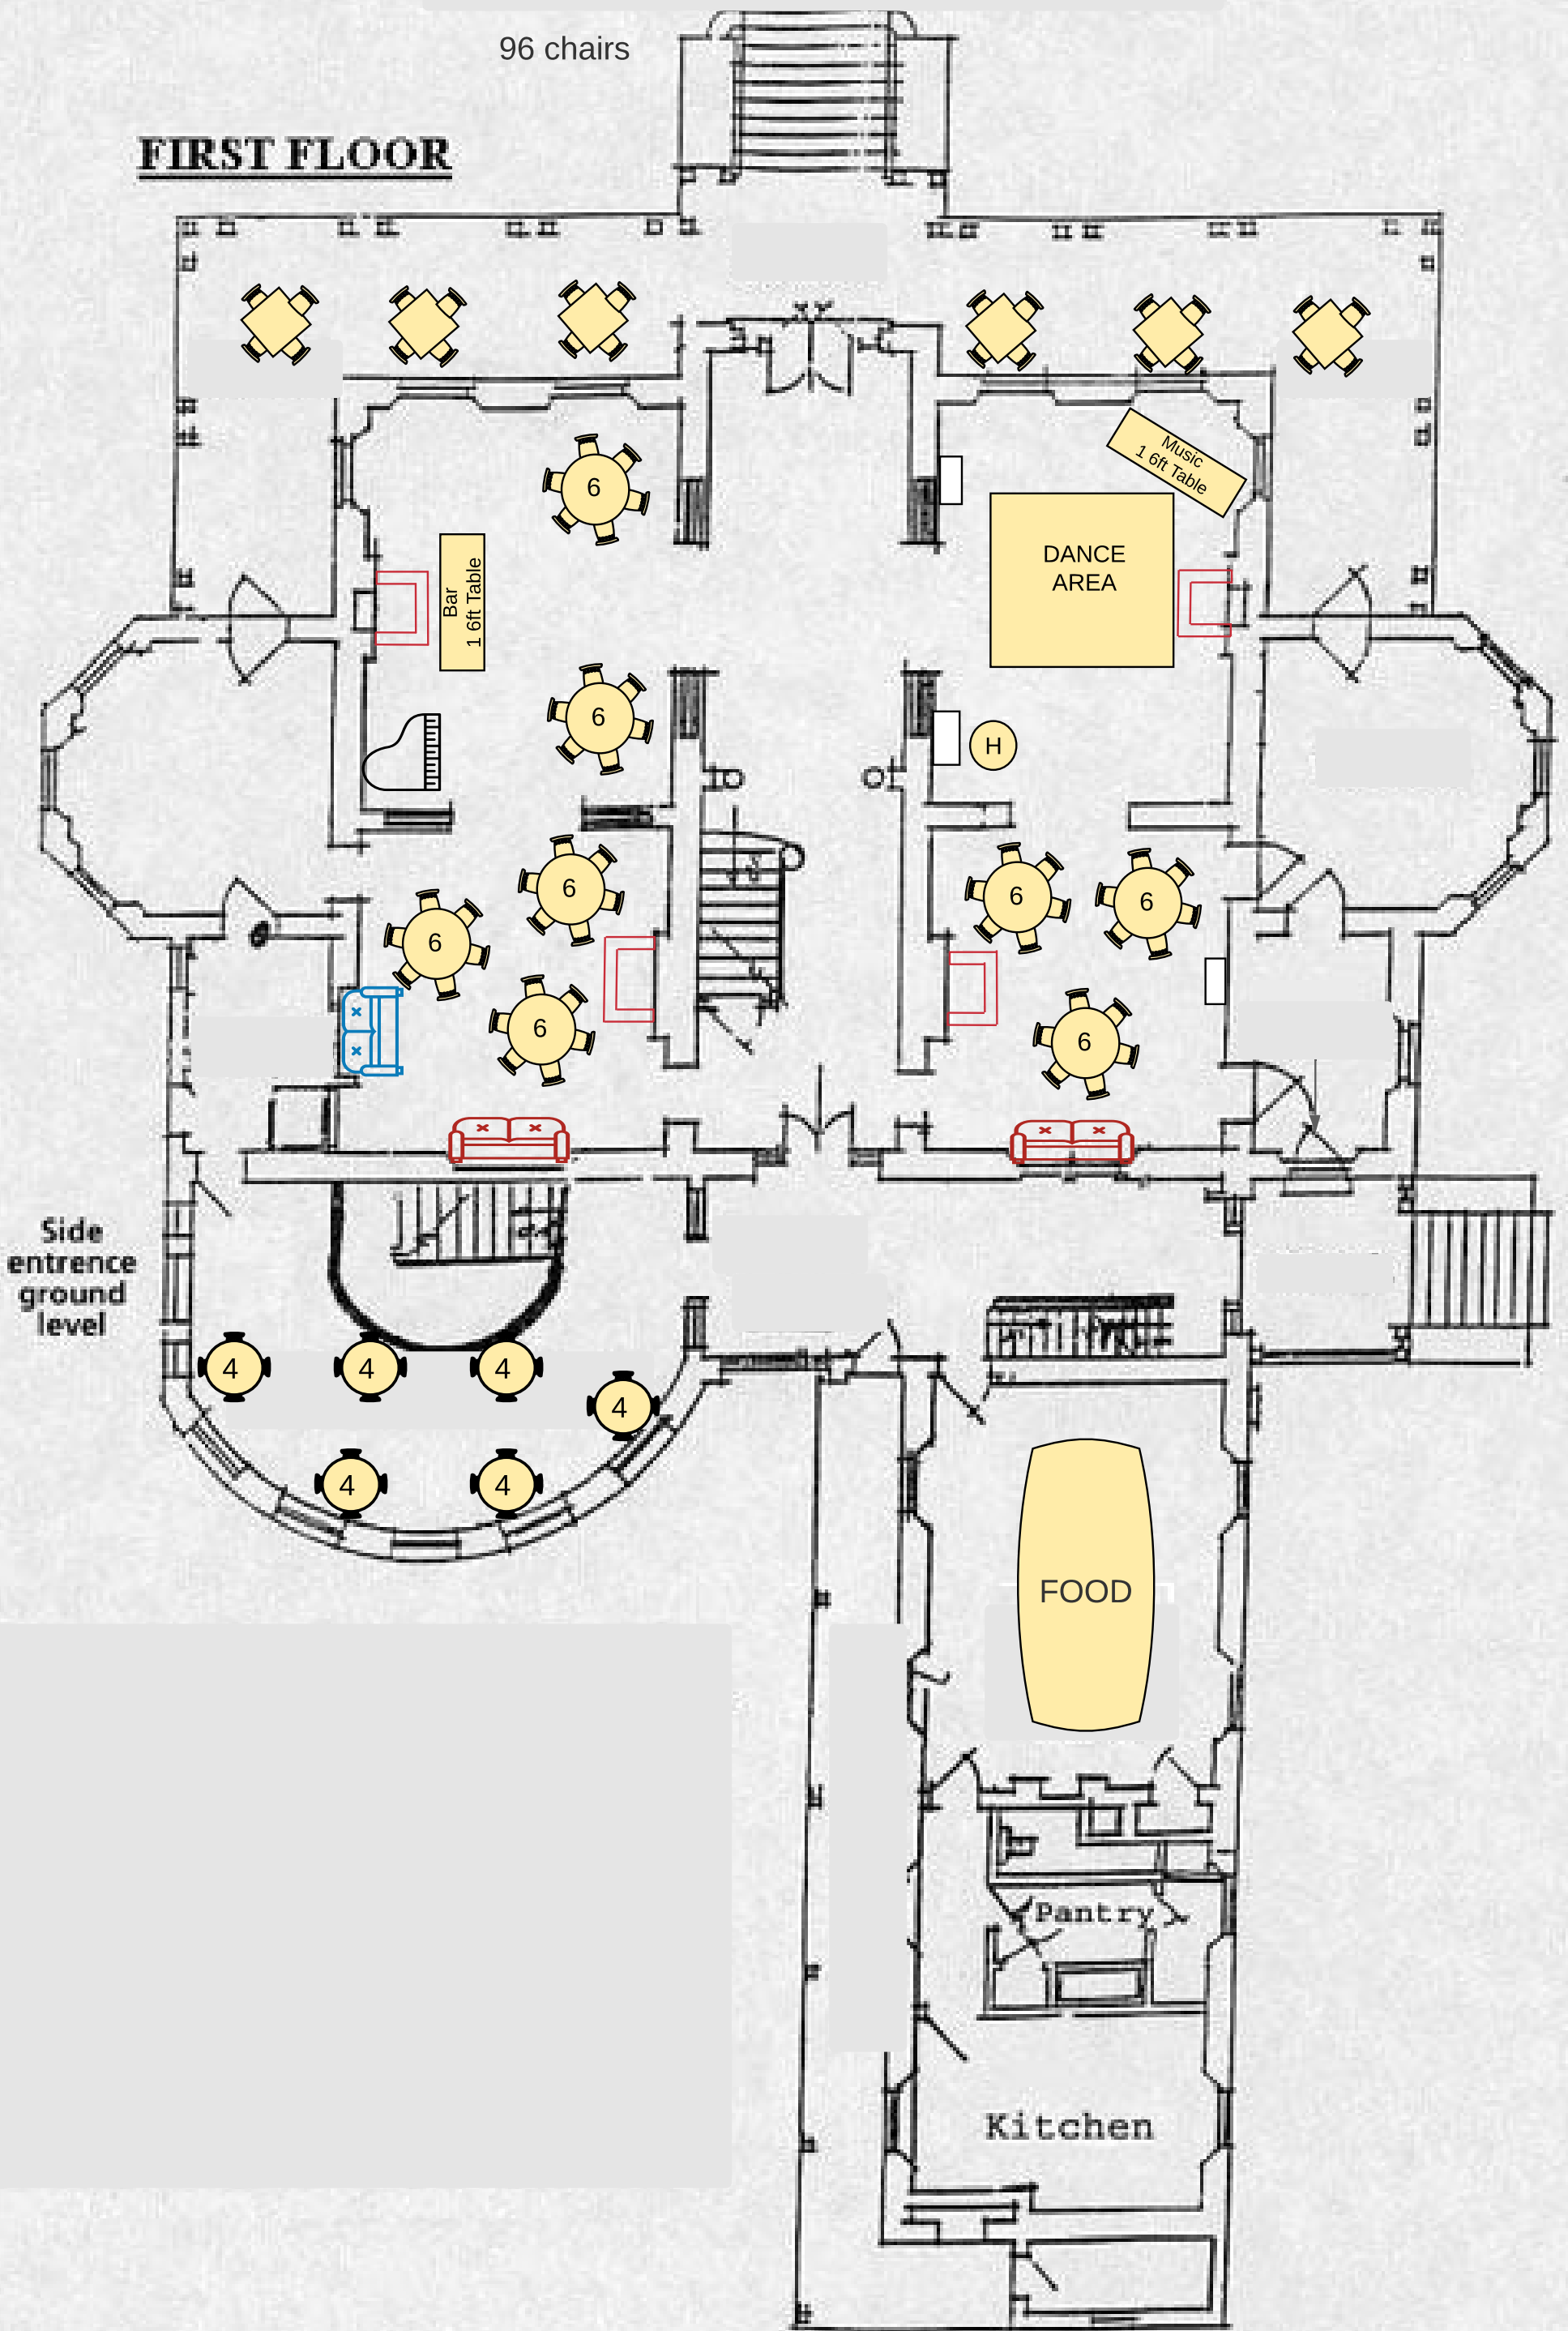 96 chairs
FIRST FLOOR
Music
1 6ft Table
6
Bar
1 6ft Table
DANCE
AREA
6
H
6
6
6
6
6
6
Side
entrence
ground
level
4
4
4
4
4
4
FOOD
Pantry
Kitchen